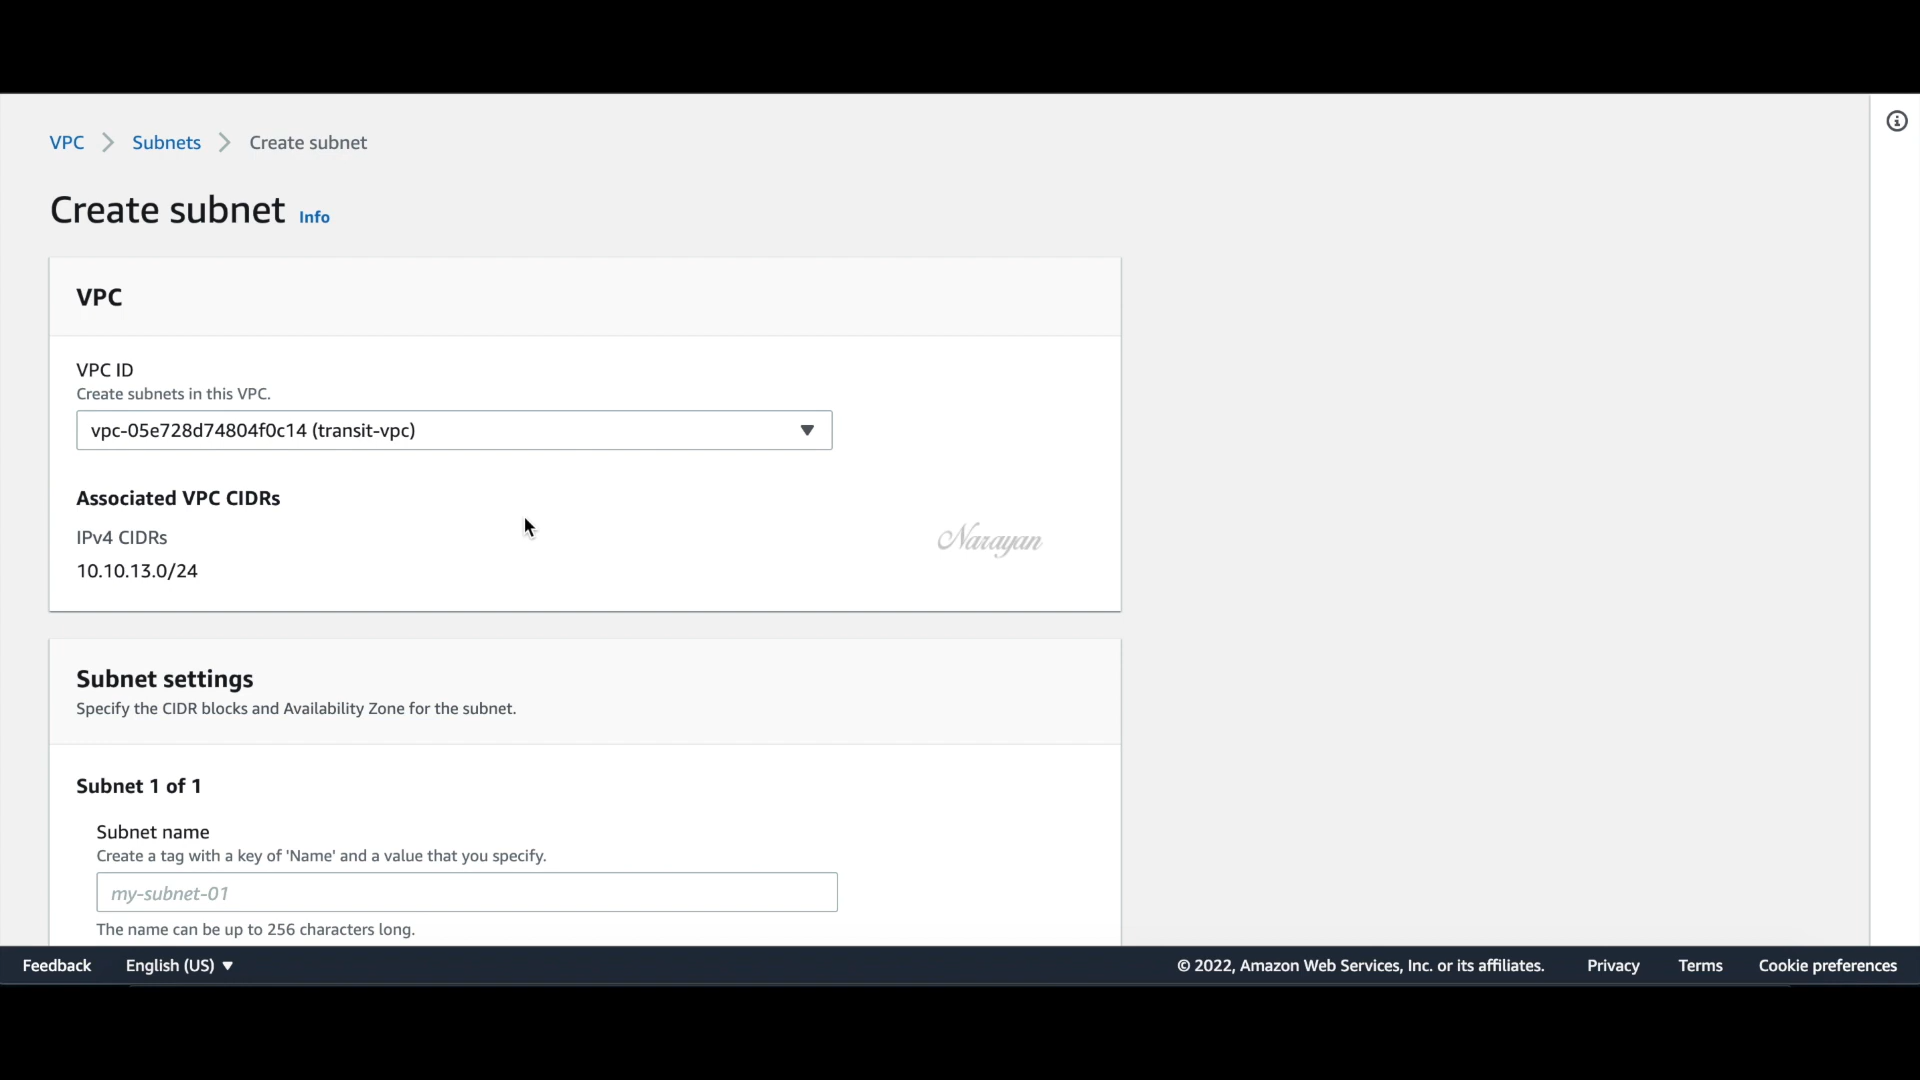 VPC > Subnets > Create subnet
Create subnet Info
VPC
VPC ID
Create subnets in this VPC.
vpc-05e728d74804f0c14 (transit-vpc)
Associated VPC CIDRs
IPv4 CIDRs
Narayan
10.10.13.0/24
Subnet settings
Specify the CIDR blocks and Availability Zone for the subnet.
Subnet 1 of 1
Subnet name
Create a tag with a key of 'Name' and a value that you specify.
my-subnet-01
The name can be up to 256 characters long.
Feedback English (US) © 2022, Amazon Web Services, Inc. or its affiliates. Privacy Terms Cookie preferences